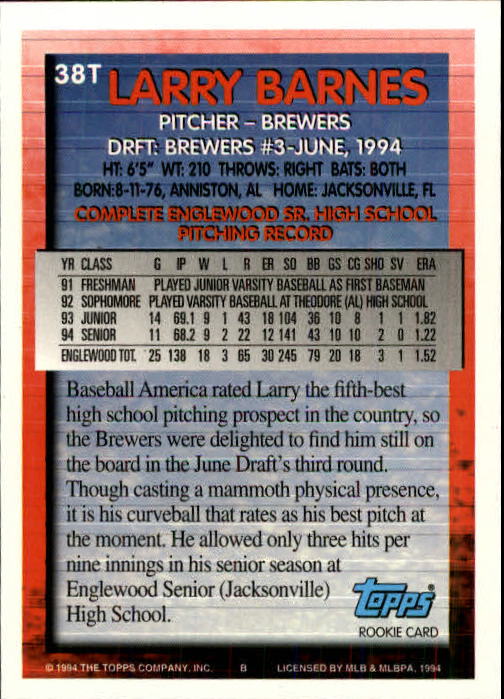 38T LARRY BARNES
PITCHER – BREWERS
DRFT: BREWERS #3-JUNE, 1994
HT: 6'5" WT: 210 THROWS: RIGHT BATS: BOTH
BORN: 8-11-76, ANNISTON, AL HOME: JACKSONVILLE, FL
COMPLETE ENGLEWOOD SR. HIGH SCHOOL
PITCHING RECORD
YR CLASS G IP W L R ER SO BB GS CG SHO SV ERA
91 FRESHMAN PLAYED JUNIOR VARSITY BASEBALL AS FIRST BASEMAN
92 SOPHOMORE PLAYED VARSITY BASEBALL AT THEODORE (AL) HIGH SCHOOL
93 JUNIOR 14 69.1 9 1 43 18 104 36 10 8 1 1 1.82
94 SENIOR 11 68.2 9 2 22 12 141 43 10 10 2 0 1.22
ENGLEWOOD TOT. 25 138 18 3 65 30 245 79 20 18 3 1 1.52
Baseball America rated Larry the fifth-best
high school pitching prospect in the country, so
the Brewers were delighted to find him still on
the board in the June Draft's third round.
Though casting a mammoth physical presence,
it is his curveball that rates as his best pitch at
the moment. He allowed only three hits per
nine innings in his senior season at
Englewood Senior (Jacksonville)
High School.
topps®
ROOKIE CARD
© 1994 THE TOPPS COMPANY, INC. B LICENSED BY MLB & MLBPA, 1994